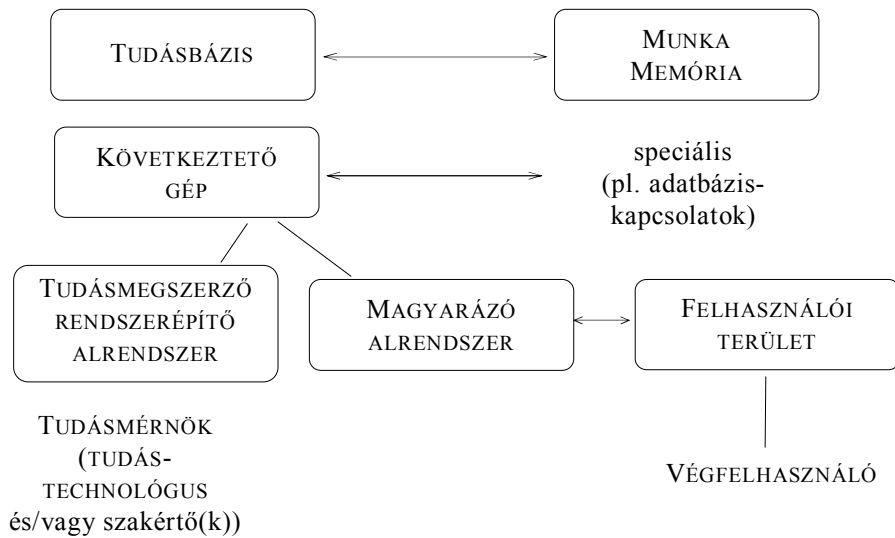 TUDÁSBÁZIS
MUNKA
MEMÓRIA
KÖVETKEZTETŐ
GÉP
speciális
(pl. adatbázis-
kapcsolatok)
TUDÁSMEGSZERZŐ
RENDSZERÉPÍTŐ
ALRENDSZER
MAGYARÁZÓ
ALRENDSZER
FELHASZNÁLÓI
TERÜLET
TUDÁSMÉRNÖK
(TUDÁS-
TECHNOLÓGUS
és/vagy szakértő(k))
VÉGFELHASZNÁLÓ